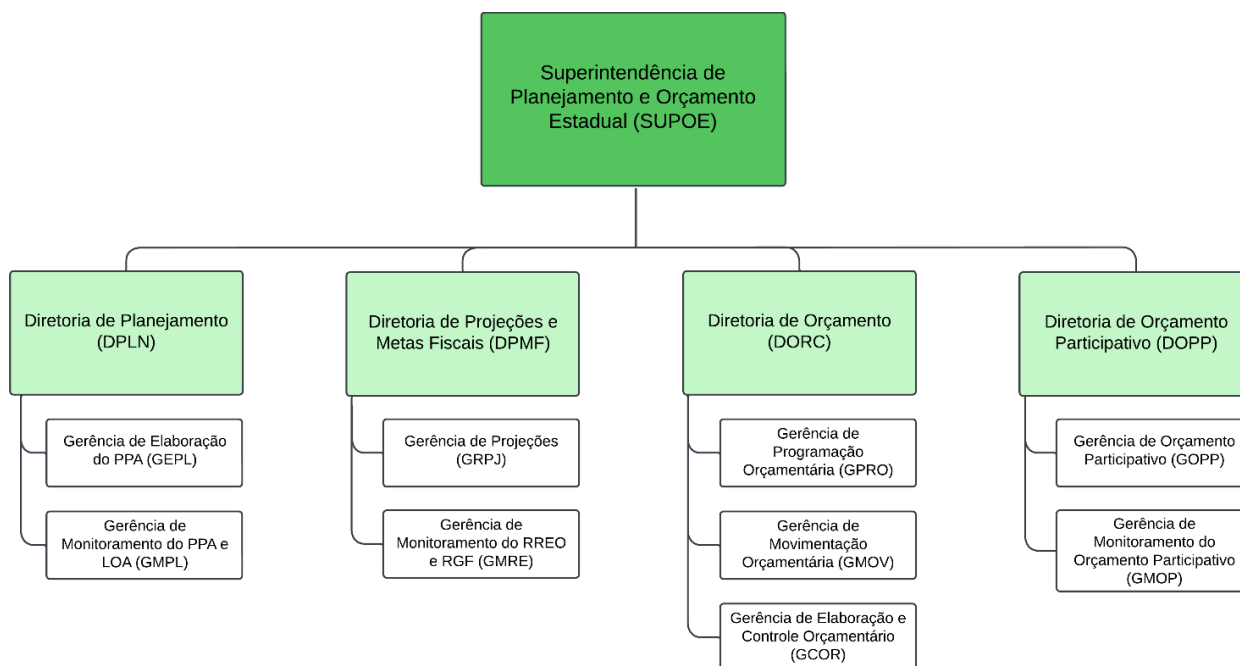 Superintendência de
Planejamento e Orçamento
Estadual (SUPOE)
Diretoria de Planejamento
(DPLN)
Diretoria de Projeções e
Metas Fiscais (DPMF)
Diretoria de Orçamento
(DORC)
Diretoria de Orçamento
Participativo (DOPP)
Gerência de Elaboração
do PPA (GEPL)
Gerência de
Monitoramento do PPA e
LOA (GMPL)
Gerência de Projeções
(GRPJ)
Gerência de
Monitoramento do RREO
e RGF (GMRE)
Gerência de
Programação
Orçamentária (GPRO)
Gerência de
Movimentação
Orçamentária (GMOV)
Gerência de Elaboração e
Controle Orçamentário
(GCOR)
Gerência de Orçamento
Participativo (GOPP)
Gerência de
Monitoramento do
Orçamento Participativo
(GMOP)